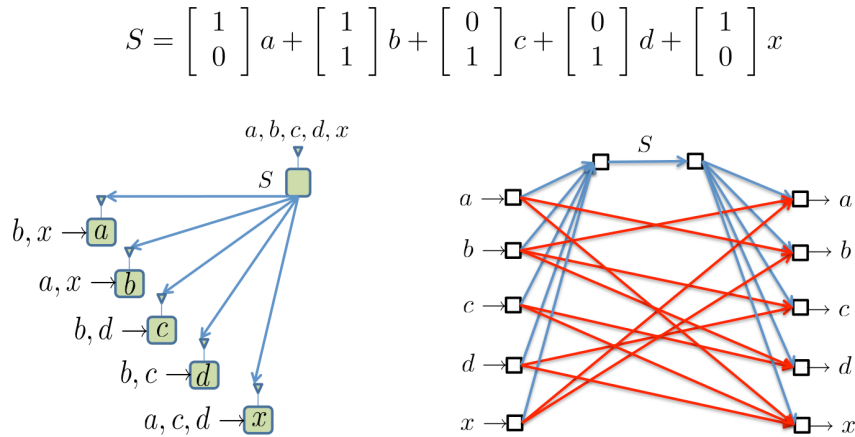 S = [ 1 0 ] a + [ 1 1 ] b + [ 0 1 ] c + [ 0 1 ] d + [ 1 0 ] x
a, b, c, d, x
S
b, x → a
a, x → b
b, d → c
b, c → d
a, c, d → x
S
a → → a
b → → b
c → → c
d → → d
x → → x